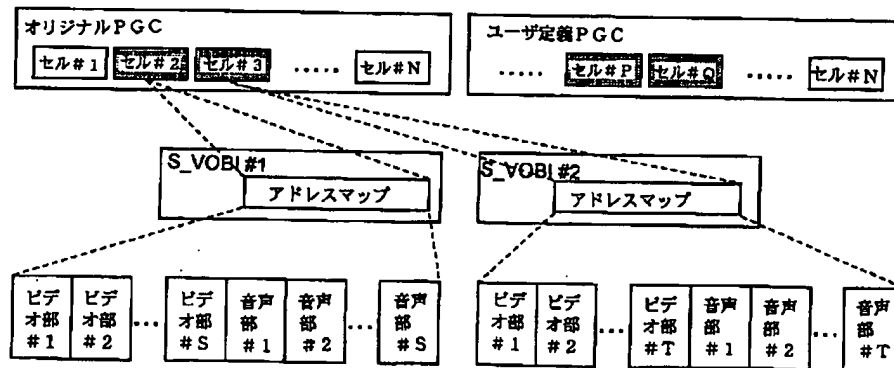 オリジナルPGC
セル#1 セル#2 セル#3 ..... セル#N
ユーザ定義PGC
..... セル#P セル#Q ..... セル#N
S_VOBI #1
アドレスマップ
S_VOBI #2
アドレスマップ
ビデオ部#1 ビデオ部#2 ... ビデオ部#S 音声部#1 音声部#2 ... 音声部#S
ビデオ部#1 ビデオ部#2 ... ビデオ部#T 音声部#1 音声部#2 ... 音声部#T